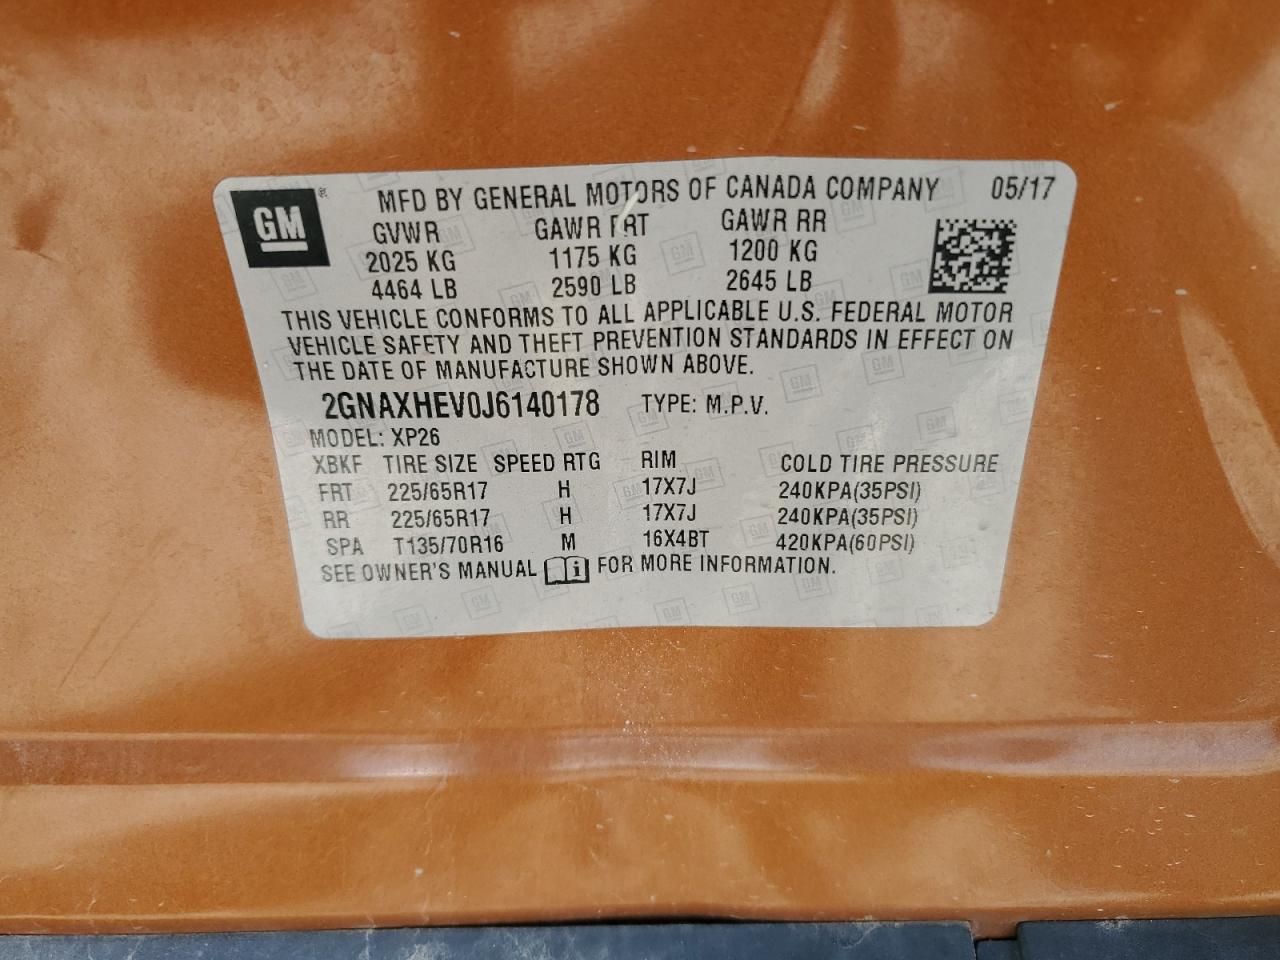 GM ® MFD BY GENERAL MOTORS OF CANADA COMPANY 05/17
GVWR GAWR FRT GAWR RR
2025 KG 1175 KG 1200 KG
4464 LB 2590 LB 2645 LB
THIS VEHICLE CONFORMS TO ALL APPLICABLE U.S. FEDERAL MOTOR
VEHICLE SAFETY AND THEFT PREVENTION STANDARDS IN EFFECT ON
THE DATE OF MANUFACTURE SHOWN ABOVE.
2GNAXHEV0J6140178 TYPE: M.P.V.
MODEL: XP26
XBKF TIRE SIZE SPEED RTG RIM COLD TIRE PRESSURE
FRT 225/65R17 H 17X7J 240KPA(35PSI)
RR 225/65R17 H 17X7J 240KPA(35PSI)
SPA T135/70R16 M 16X4BT 420KPA(60PSI)
SEE OWNER'S MANUAL i FOR MORE INFORMATION.